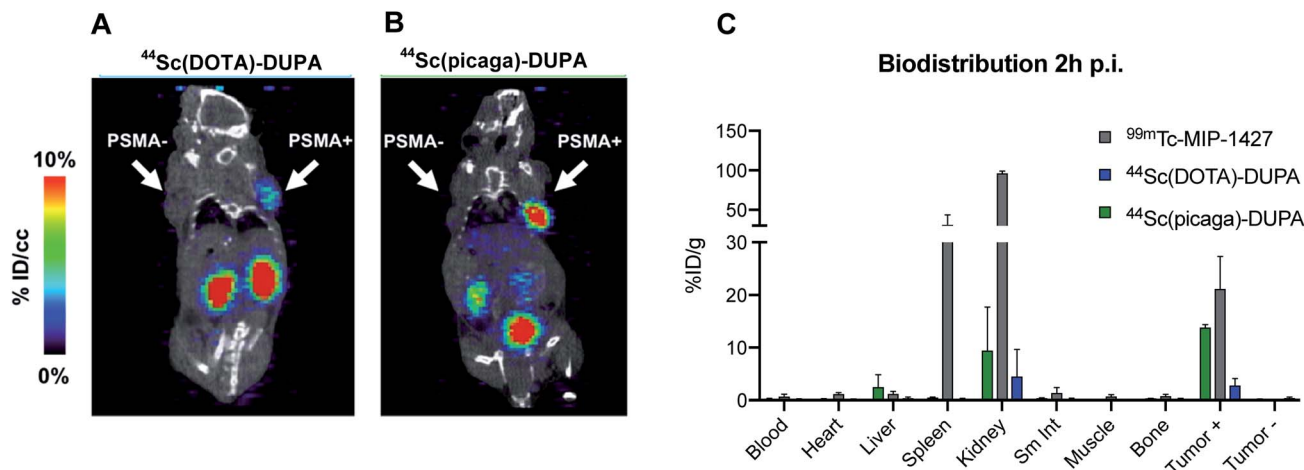 A
⁴⁴Sc(DOTA)-DUPA
PSMA-
PSMA+
10%
% ID/cc
0%
B
⁴⁴Sc(picaga)-DUPA
PSMA-
PSMA+
C
Biodistribution 2h p.i.
⁹⁹ᵐTc-MIP-1427
⁴⁴Sc(DOTA)-DUPA
⁴⁴Sc(picaga)-DUPA
%ID/g
150
100
50
30
20
10
0
Blood
Heart
Liver
Spleen
Kidney
Sm Int
Muscle
Bone
Tumor +
Tumor -